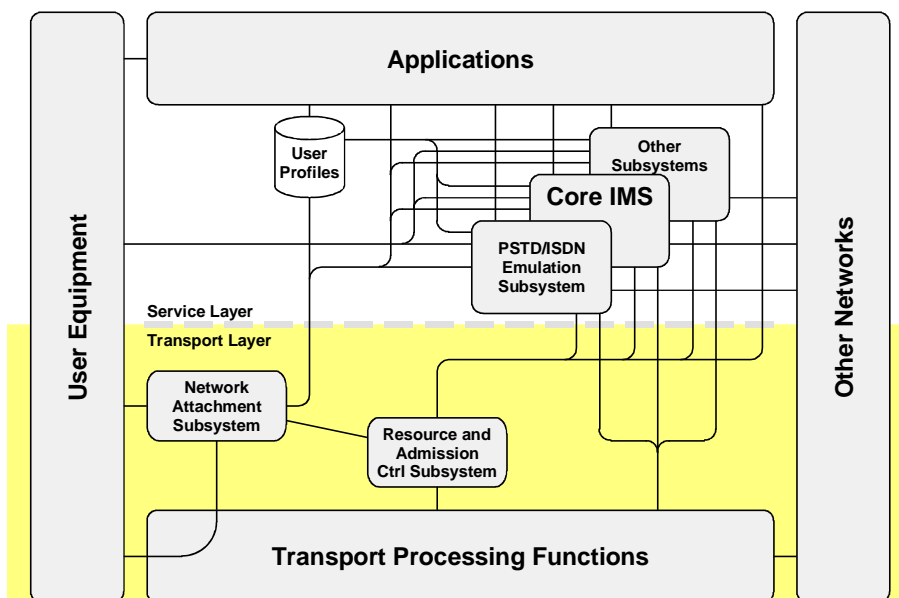 Applications
User
Profiles
Other
Subsystems
Core IMS
PSTD/ISDN
Emulation
Subsystem
User Equipment
Other Networks
Service Layer
Transport Layer
Network
Attachment
Subsystem
Resource and
Admission
Ctrl Subsystem
Transport Processing Functions